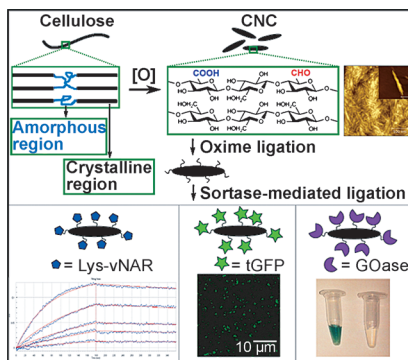 Cellulose
CNC
[O]
COOH
CHO
Amorphous
region
Crystalline
region
Oxime ligation
Sortase-mediated ligation
= Lys-vNAR
= tGFP
= GOase
10 μm